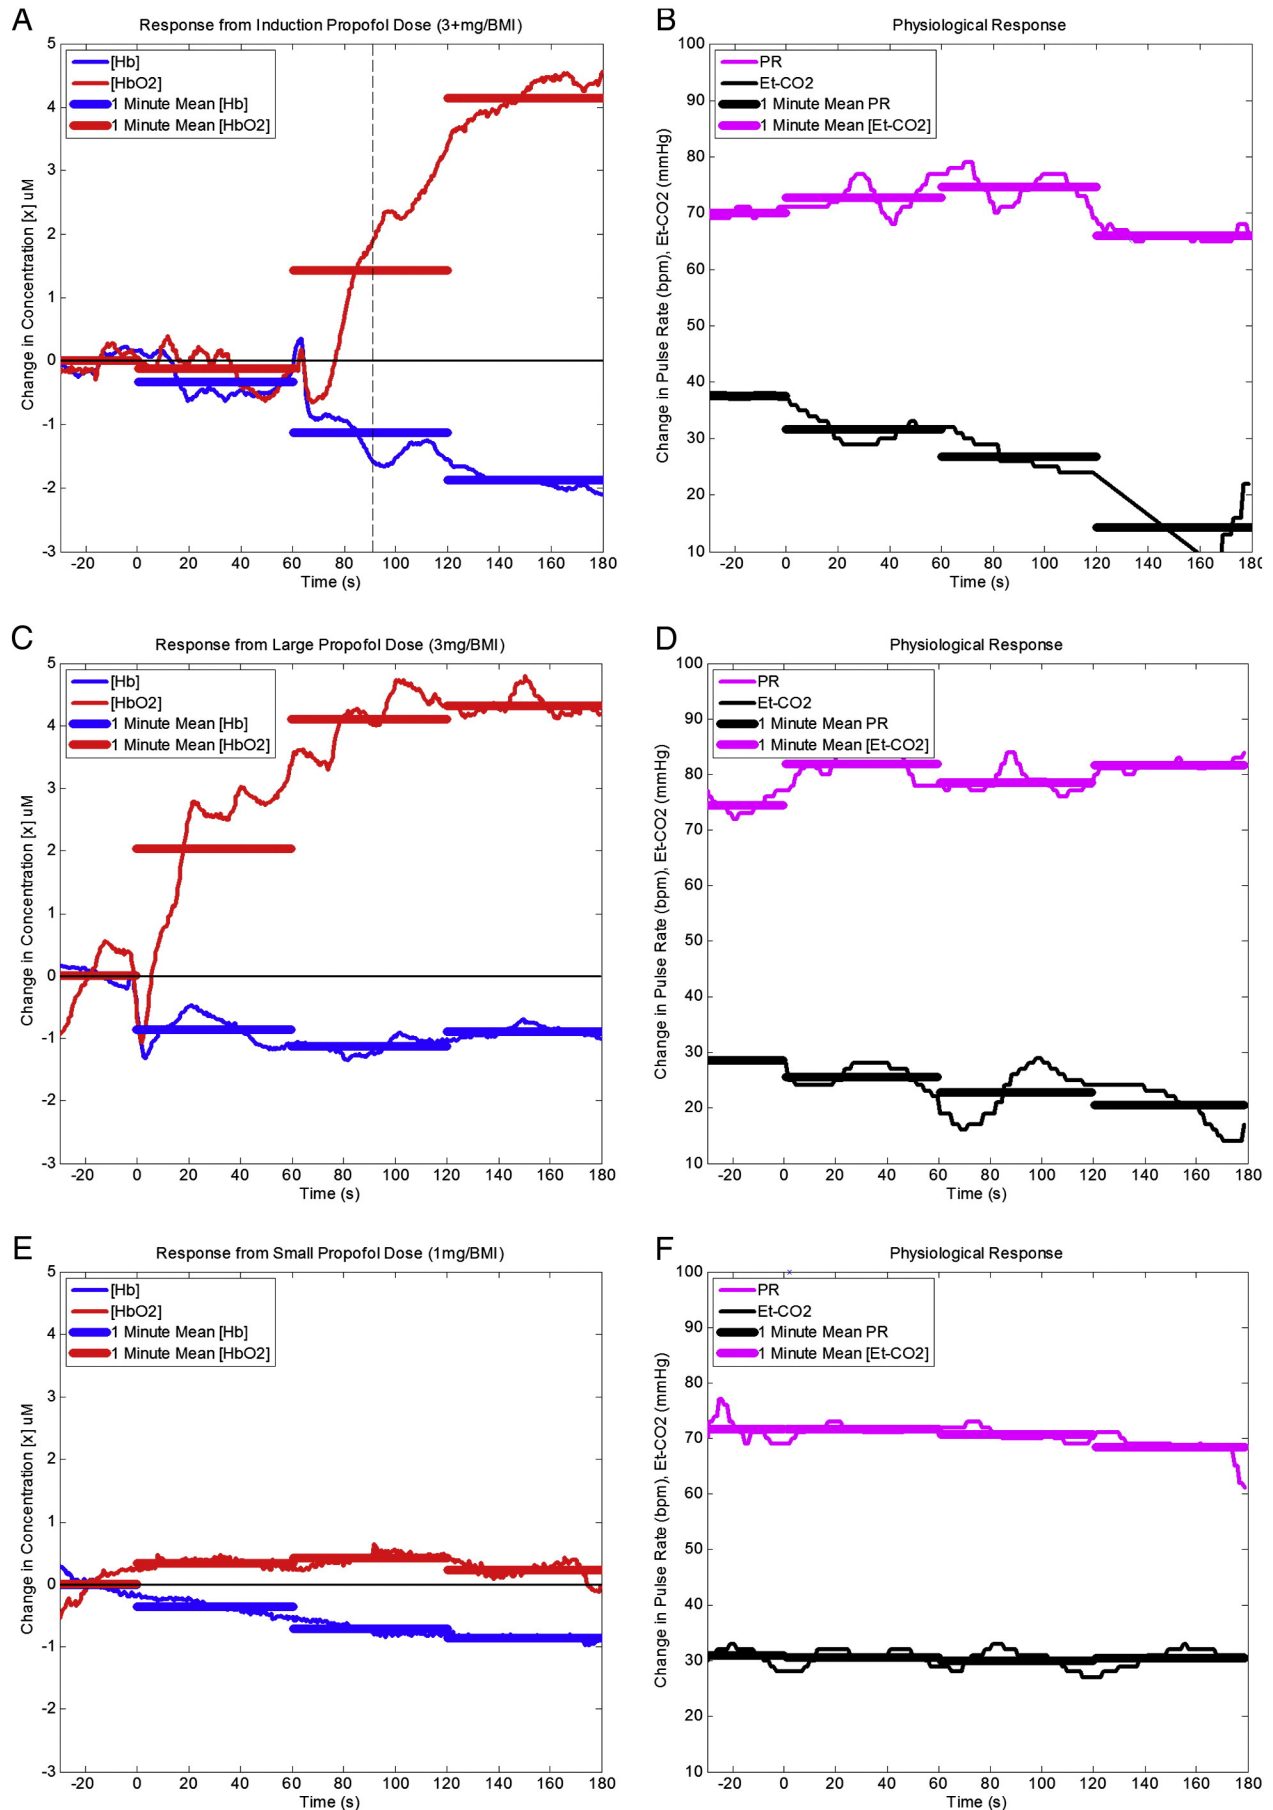 A
Response from Induction Propofol Dose (3+mg/BMI)
[Hb]
[HbO2]
1 Minute Mean [Hb]
1 Minute Mean [HbO2]
Change in Concentration [x] uM
5
4
3
2
1
0
-1
-2
-3
-20 0 20 40 60 80 100 120 140 160 180
Time (s)
B
Physiological Response
PR
Et-CO2
1 Minute Mean PR
1 Minute Mean [Et-CO2]
Change in Pulse Rate (bpm), Et-CO2 (mmHg)
100
90
80
70
60
50
40
30
20
10
-20 0 20 40 60 80 100 120 140 160 180
Time (s)
C
Response from Large Propofol Dose (3mg/BMI)
[Hb]
[HbO2]
1 Minute Mean [Hb]
1 Minute Mean [HbO2]
Change in Concentration [x] uM
5
4
3
2
1
0
-1
-2
-3
-20 0 20 40 60 80 100 120 140 160 180
Time (s)
D
Physiological Response
PR
Et-CO2
1 Minute Mean PR
1 Minute Mean [Et-CO2]
Change in Pulse Rate (bpm), Et-CO2 (mmHg)
100
90
80
70
60
50
40
30
20
10
-20 0 20 40 60 80 100 120 140 160 180
Time (s)
E
Response from Small Propofol Dose (1mg/BMI)
[Hb]
[HbO2]
1 Minute Mean [Hb]
1 Minute Mean [HbO2]
Change in Concentration [x] uM
5
4
3
2
1
0
-1
-2
-3
-20 0 20 40 60 80 100 120 140 160 180
Time (s)
F
Physiological Response
PR
Et-CO2
1 Minute Mean PR
1 Minute Mean [Et-CO2]
Change in Pulse Rate (bpm), Et-CO2 (mmHg)
100
90
80
70
60
50
40
30
20
10
-20 0 20 40 60 80 100 120 140 160 180
Time (s)